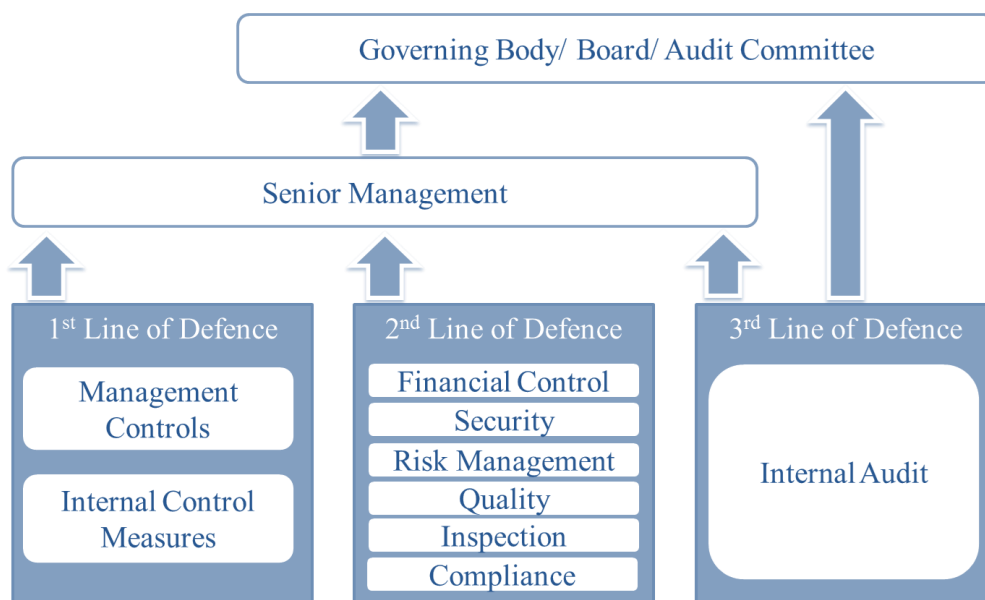 Governing Body/ Board/ Audit Committee
Senior Management
1st Line of Defence
Management
Controls
Internal Control
Measures
2nd Line of Defence
Financial Control
Security
Risk Management
Quality
Inspection
Compliance
3rd Line of Defence
Internal Audit